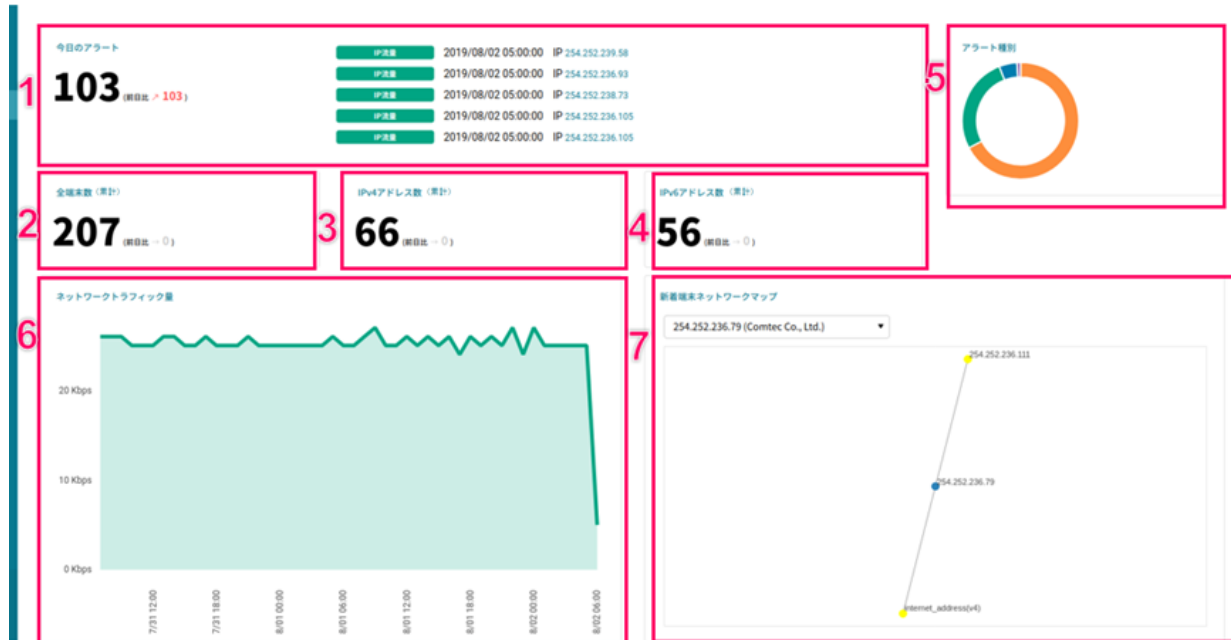 1
今日のアラート
103 (前日比 ↗ 103)
IP流量 2019/08/02 05:00:00 IP 254.252.239.58
IP流量 2019/08/02 05:00:00 IP 254.252.236.93
IP流量 2019/08/02 05:00:00 IP 254.252.238.73
IP流量 2019/08/02 05:00:00 IP 254.252.236.105
IP流量 2019/08/02 05:00:00 IP 254.252.236.105
5
アラート種別
2
全端末数（累計）
207 (前日比 → 0)
3
IPv4アドレス数（累計）
66 (前日比 → 0)
4
IPv6アドレス数（累計）
56 (前日比 → 0)
6
ネットワークトラフィック量
20 Kbps
10 Kbps
0 Kbps
7/31 12:00
7/31 18:00
8/01 00:00
8/01 06:00
8/01 12:00
8/01 18:00
8/02 00:00
8/02 06:00
7
新着端末ネットワークマップ
254.252.236.79 (Comtec Co., Ltd.)
254.252.236.111
254.252.236.79
internet_address(v4)